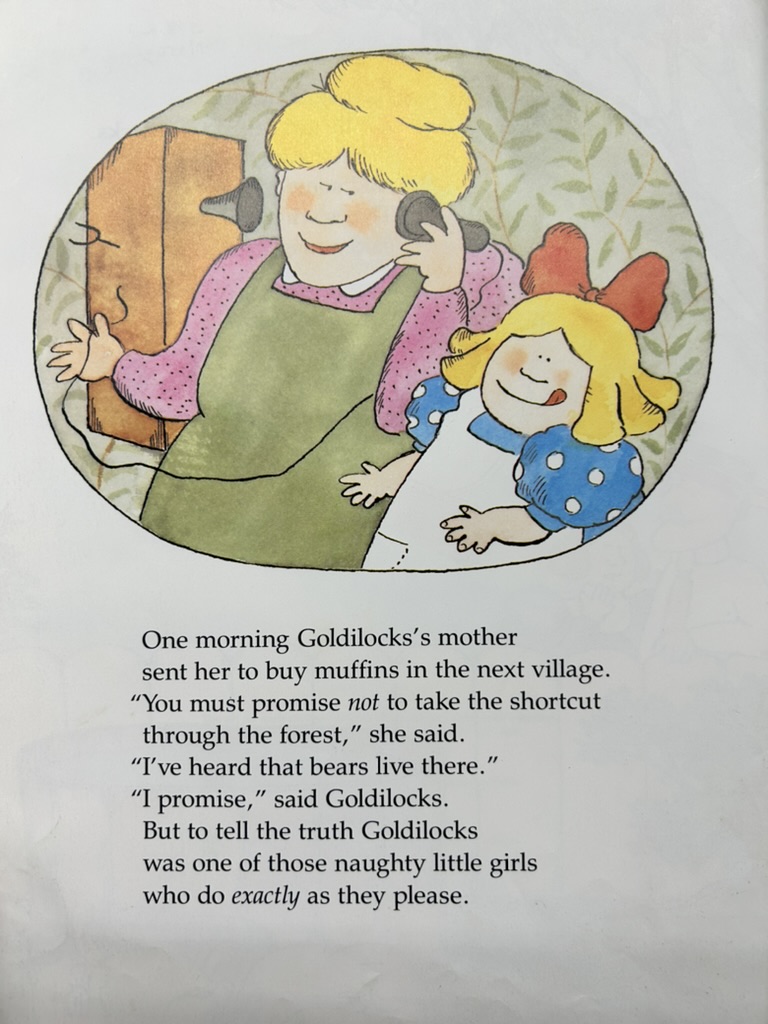 One morning Goldilocks's mother
sent her to buy muffins in the next village.
“You must promise not to take the shortcut
through the forest,” she said.
“I've heard that bears live there.”
“I promise,” said Goldilocks.
But to tell the truth Goldilocks
was one of those naughty little girls
who do exactly as they please.